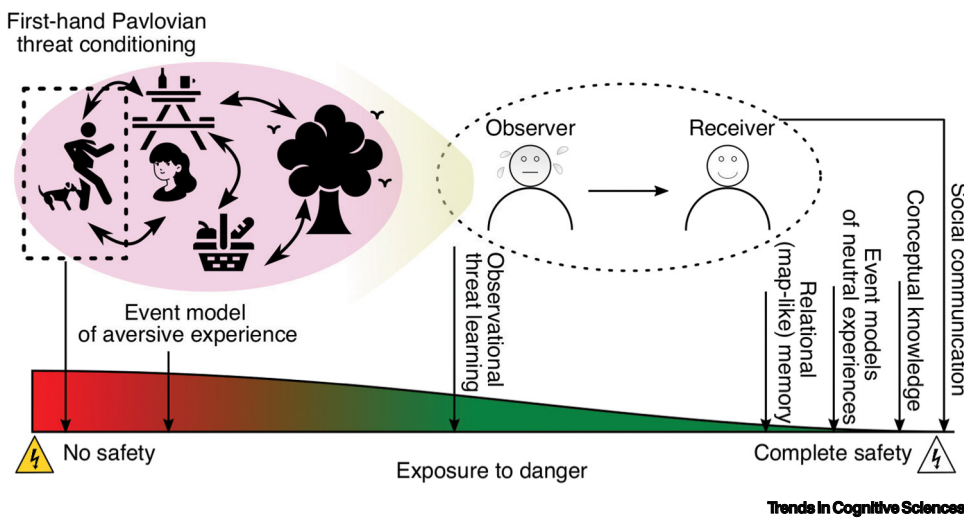 First-hand Pavlovian
threat conditioning
Observer
Receiver
Event model
of aversive experience
Observational
threat learning
Relational
(map-like) memory
Event models
of neutral experiences
Conceptual knowledge
Social communication
No safety
Complete safety
Exposure to danger
Trends in Cognitive Sciences